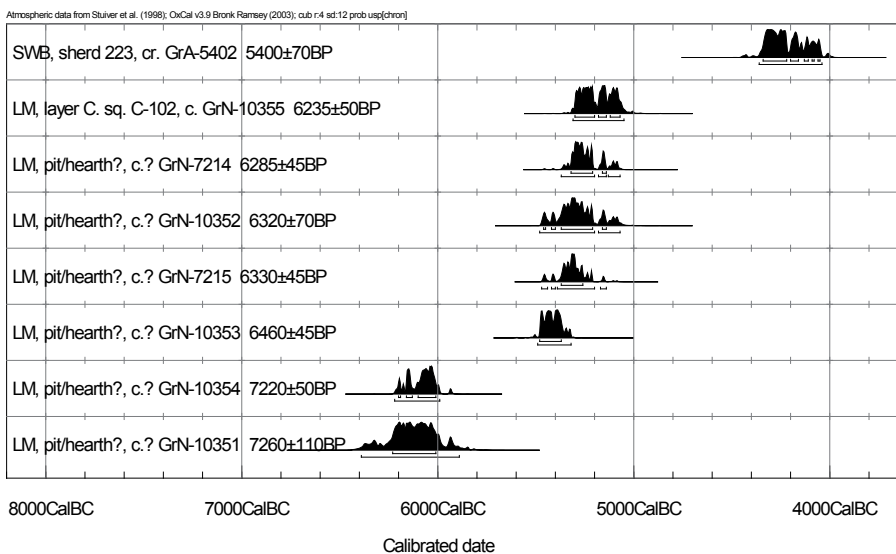 Atmospheric data from Stuiver et al. (1998); OxCal v3.9 Bronk Ramsey (2003); cub r:4 sd:12 prob usp[chron]
SWB, sherd 223, cr. GrA-5402 5400±70BP
LM, layer C. sq. C-102, c. GrN-10355 6235±50BP
LM, pit/hearth?, c.? GrN-7214 6285±45BP
LM, pit/hearth?, c.? GrN-10352 6320±70BP
LM, pit/hearth?, c.? GrN-7215 6330±45BP
LM, pit/hearth?, c.? GrN-10353 6460±45BP
LM, pit/hearth?, c.? GrN-10354 7220±50BP
LM, pit/hearth?, c.? GrN-10351 7260±110BP
8000CalBC 7000CalBC 6000CalBC 5000CalBC 4000CalBC
Calibrated date